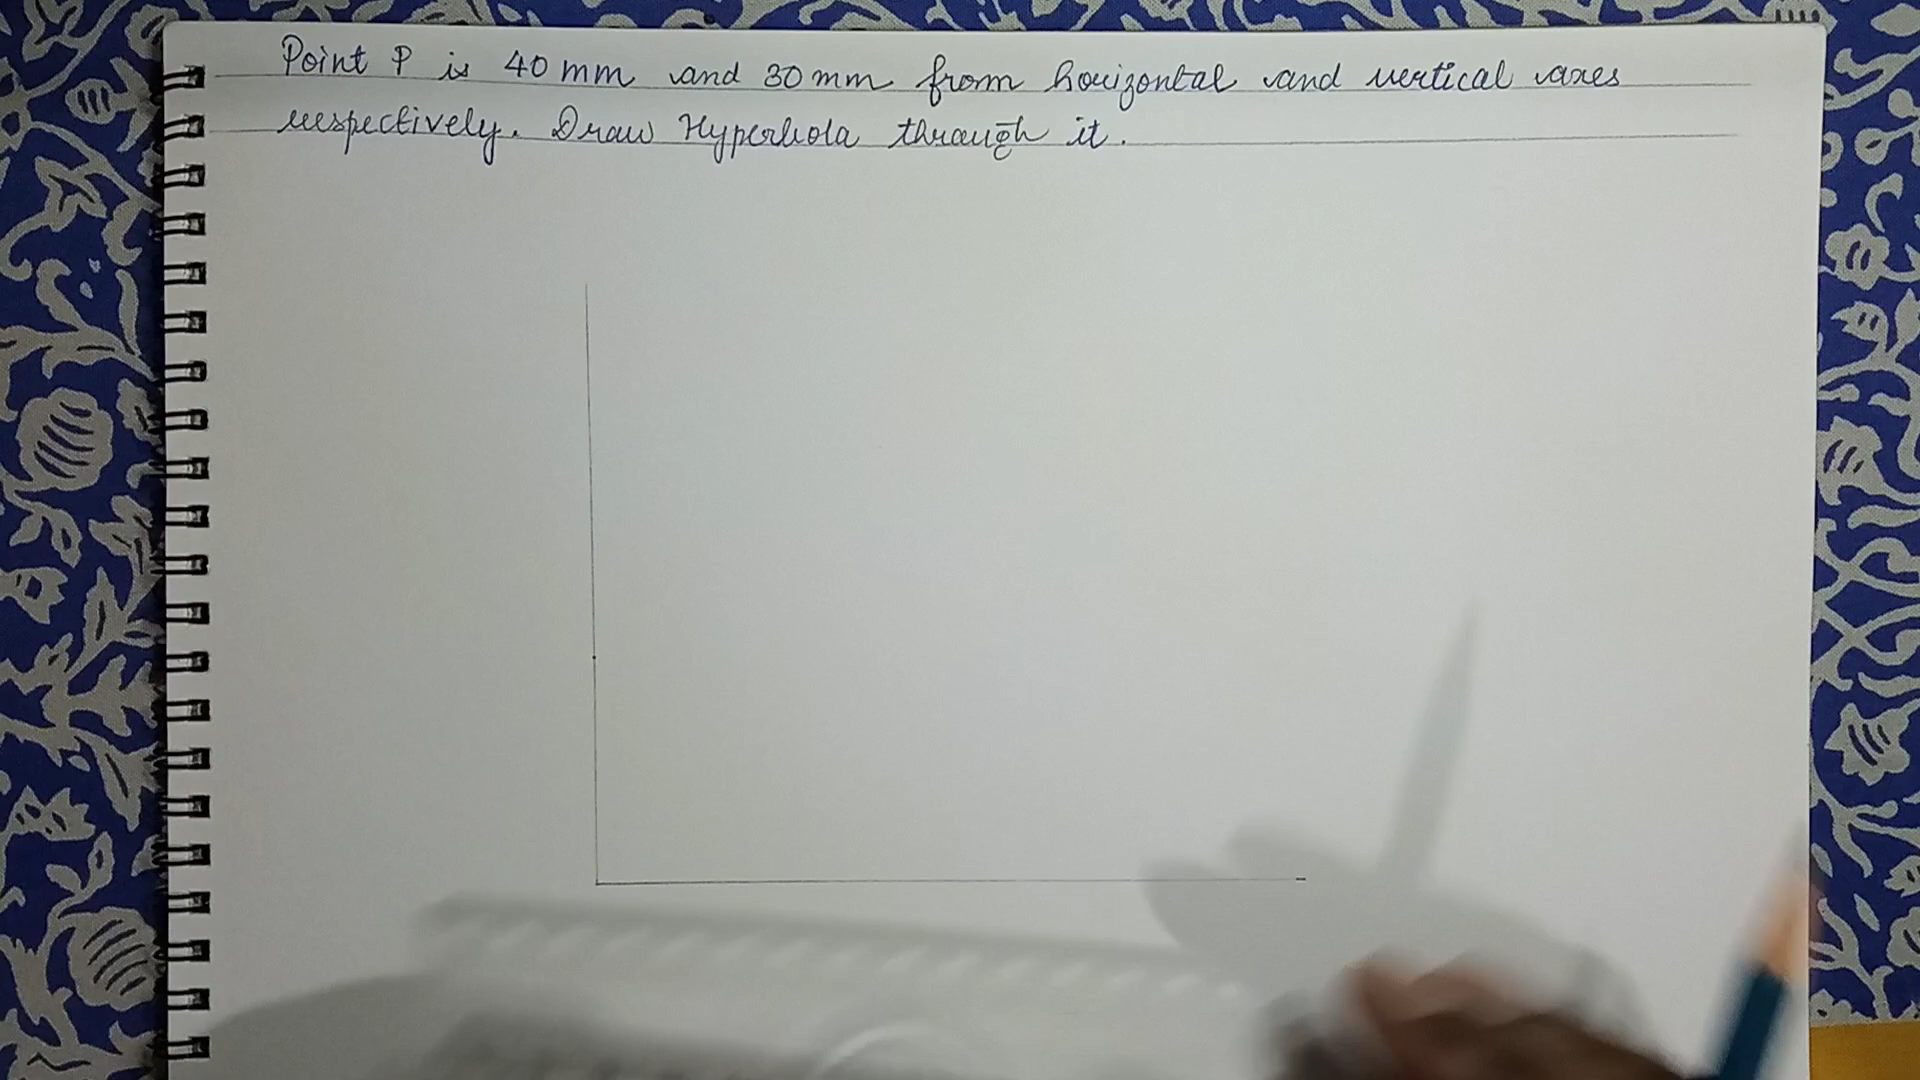 Point P is 40 mm and 30 mm from horizontal and vertical axes
respectively. Draw Hyperbola through it.